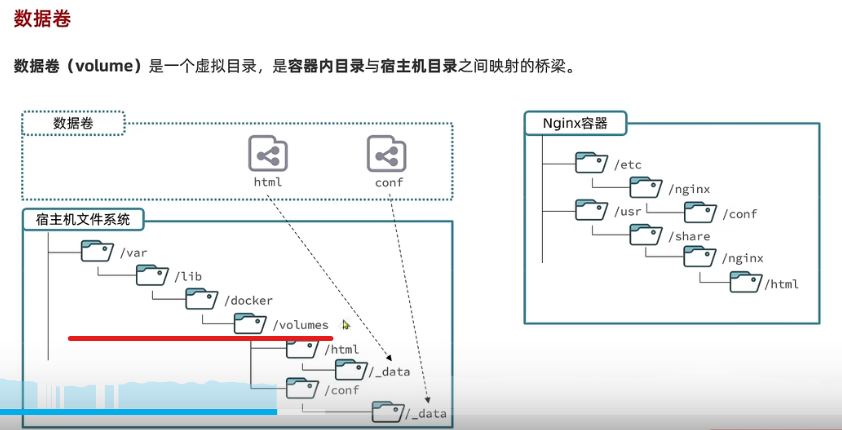 数据卷
数据卷（volume）是一个虚拟目录，是容器内目录与宿主机目录之间映射的桥梁。
数据卷
html
conf
宿主机文件系统
/var
/lib
/docker
/volumes
/html
/_data
/conf
/_data
Nginx容器
/etc
/nginx
/conf
/usr
/share
/nginx
/html